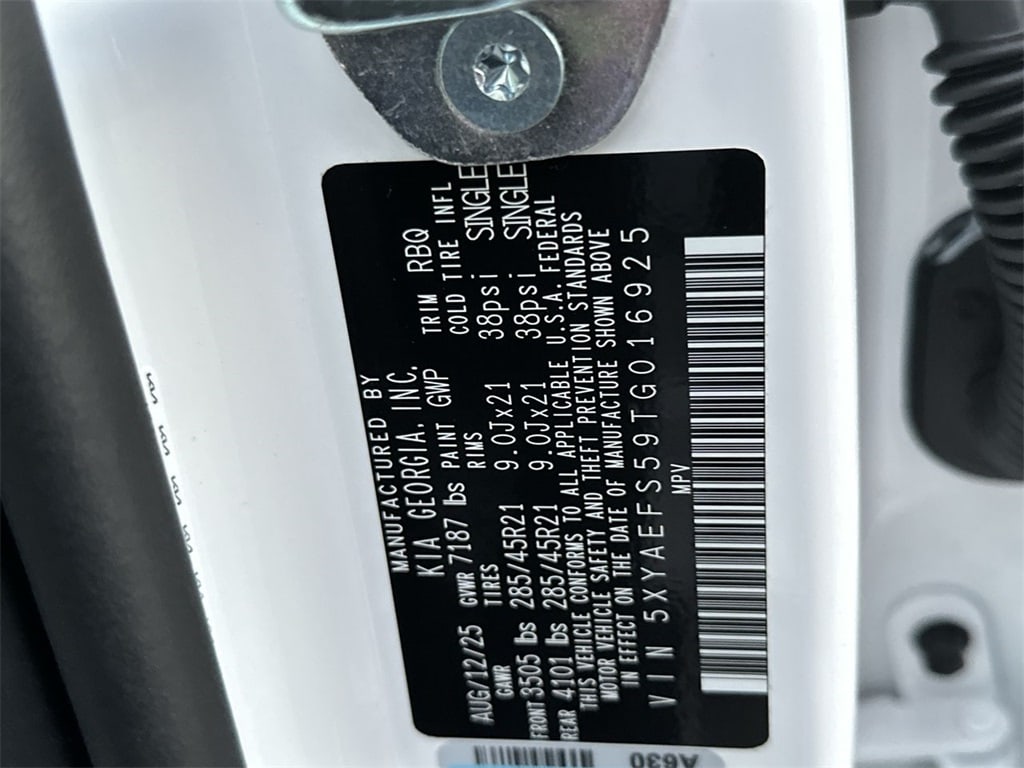 MANUFACTURED BY
KIA GEORGIA, INC.
AUG/12/25 GVWR 7187 lbs PAINT GWP TRIM RBQ
GAWR TIRES RIMS COLD TIRE INFL
FRONT 3505 lbs 285/45R21 9.0Jx21 38psi SINGLE
REAR 4101 lbs 285/45R21 9.0Jx21 38psi SINGLE
THIS VEHICLE CONFORMS TO ALL APPLICABLE U.S.A. FEDERAL
MOTOR VEHICLE SAFETY AND THEFT PREVENTION STANDARDS
IN EFFECT ON THE DATE OF MANUFACTURE SHOWN ABOVE
MPV
VIN 5XYAEFS59TG016925
A630